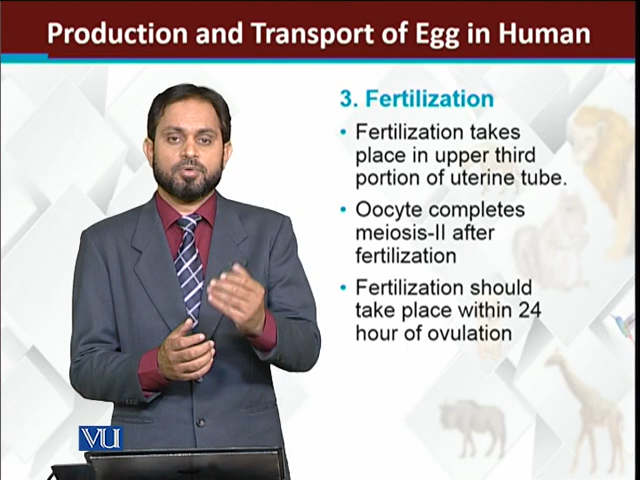 Production and Transport of Egg in Human
3. Fertilization
• Fertilization takes
place in upper third
portion of uterine tube.
• Oocyte completes
meiosis-II after
fertilization
• Fertilization should
take place within 24
hour of ovulation
VU